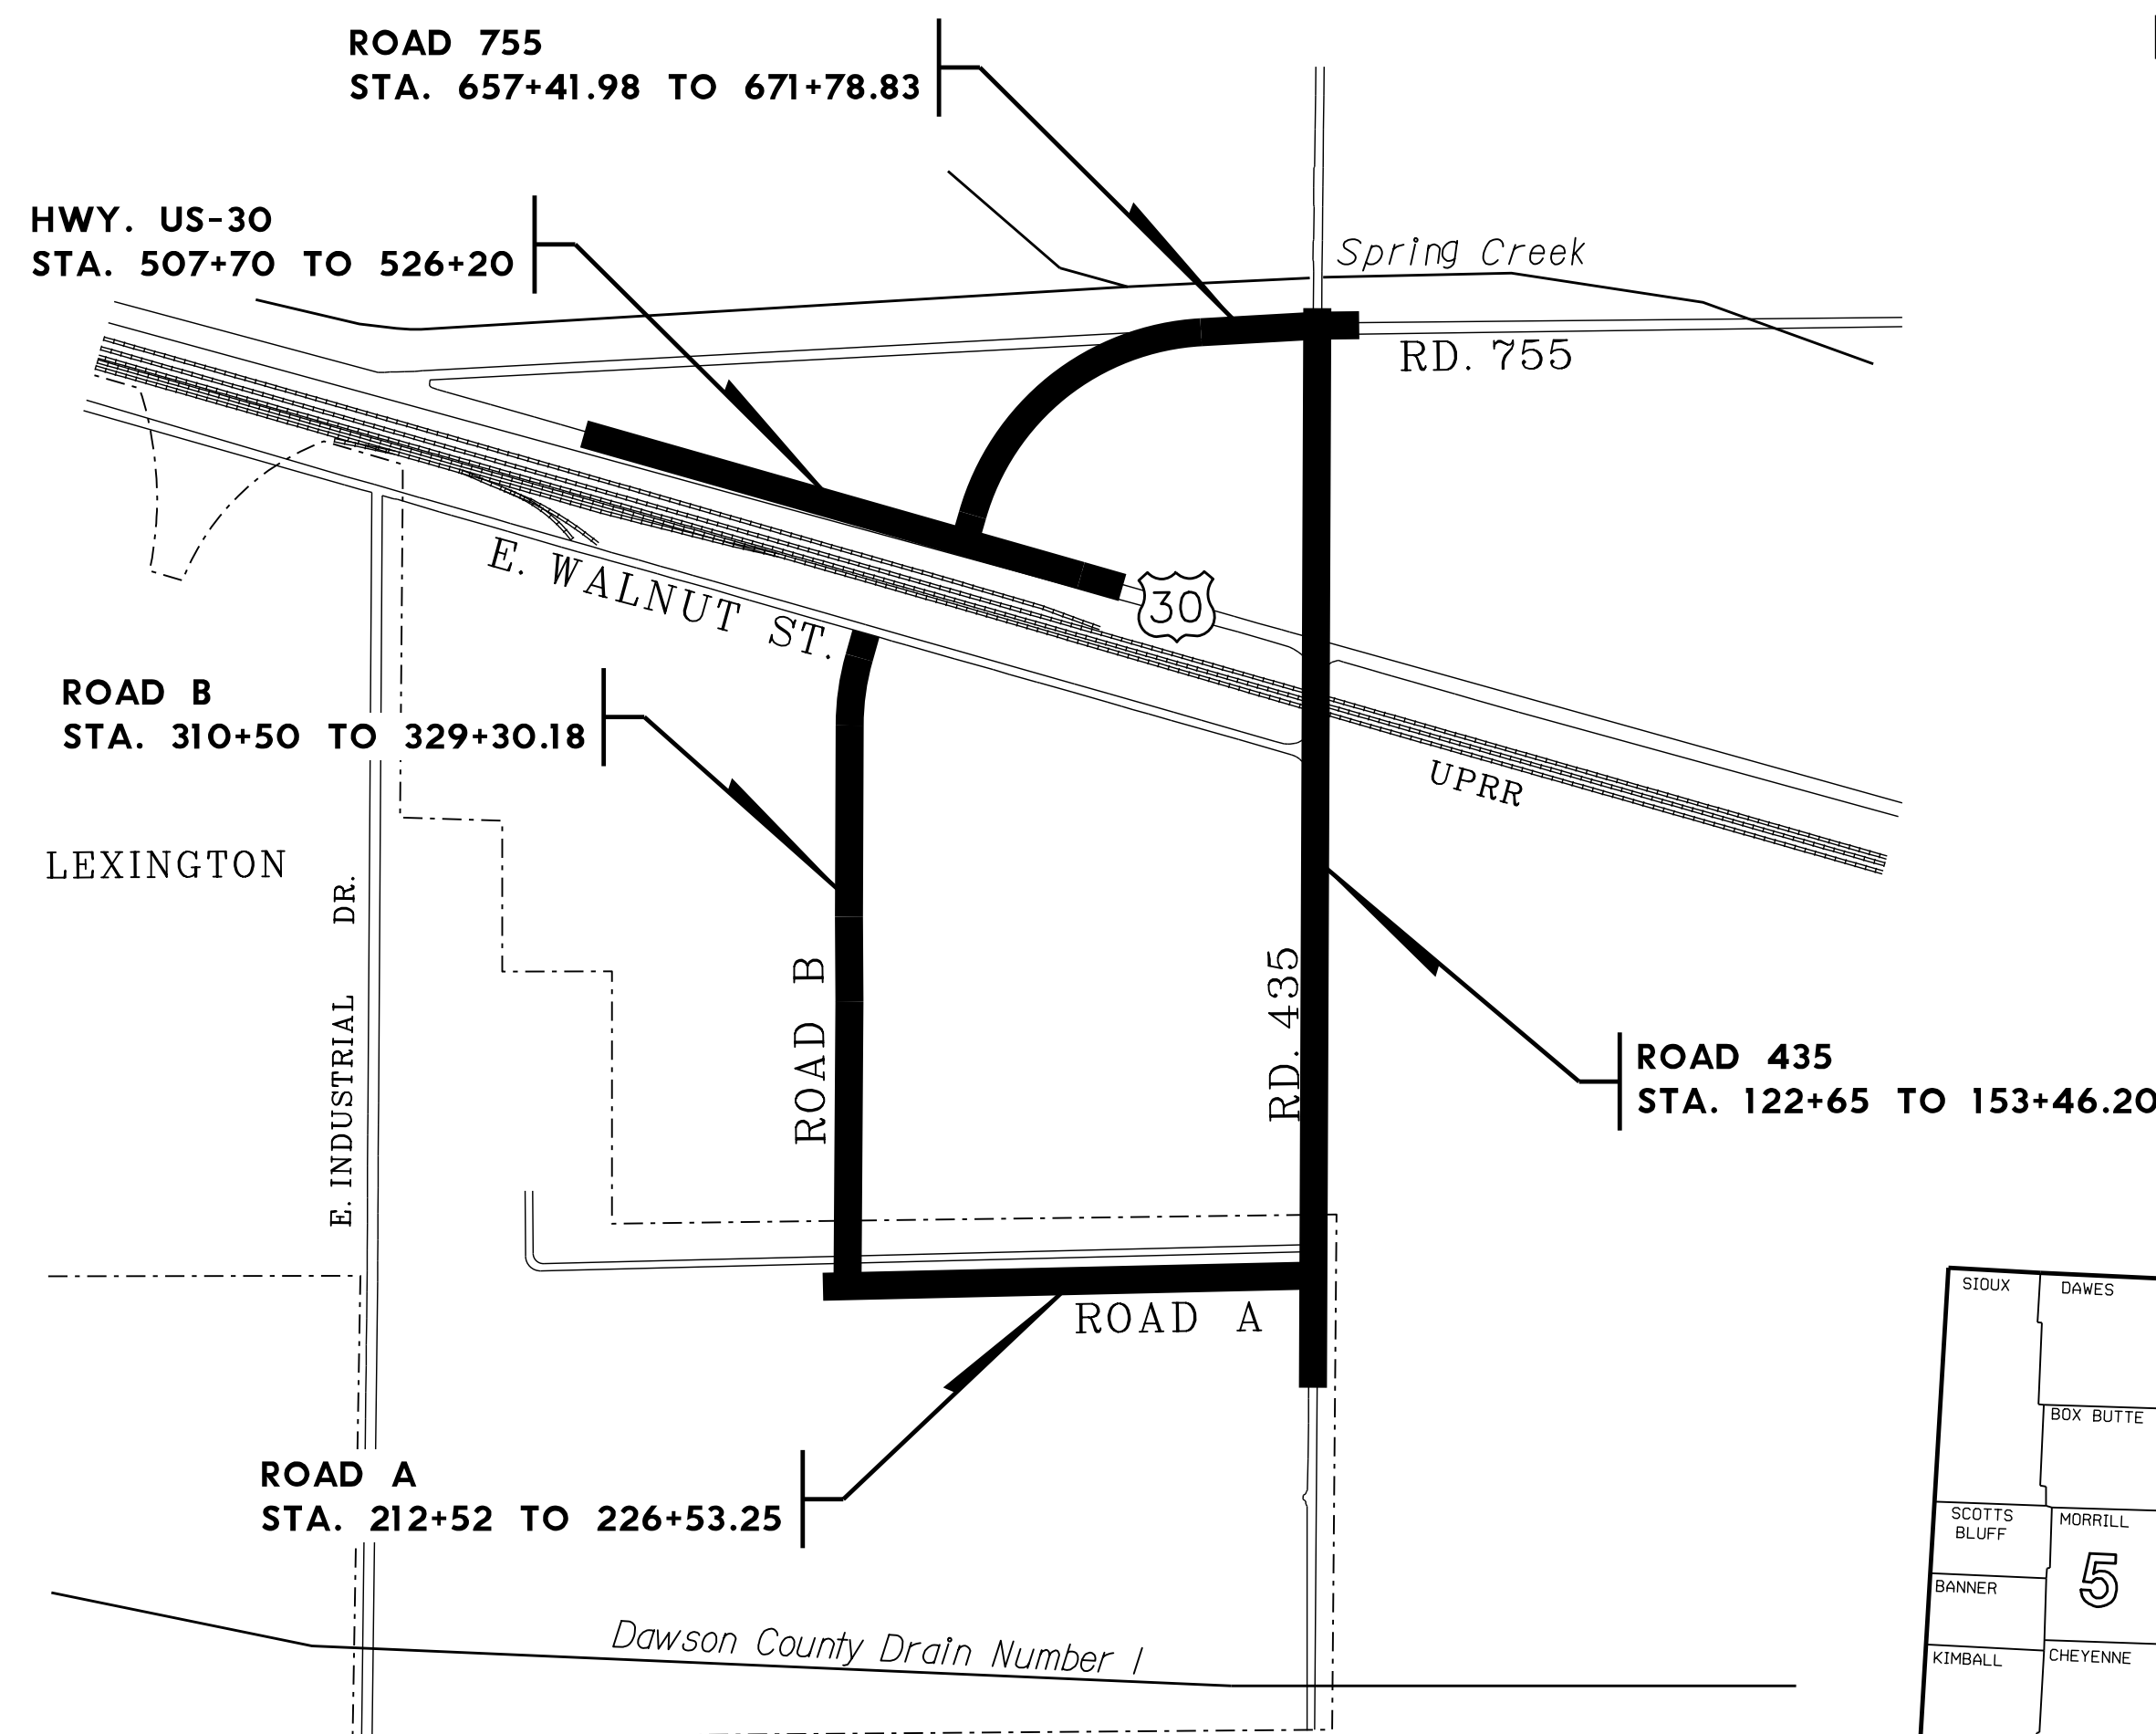 ROAD 755
STA. 657+41.98 TO 671+78.83
HWY. US-30
STA. 507+70 TO 526+20
Spring Creek
RD. 755
E. WALNUT ST.
30
ROAD B
STA. 310+50 TO 329+30.18
UPRR
LEXINGTON
E. INDUSTRIAL DR.
ROAD B
RD. 435
ROAD 435
STA. 122+65 TO 153+46.20
ROAD A
ROAD A
STA. 212+52 TO 226+53.25
Dawson County Drain Number 1
SIOUX
DAWES
BOX BUTTE
SCOTTS
BLUFF
MORRILL
5
BANNER
KIMBALL
CHEYENNE